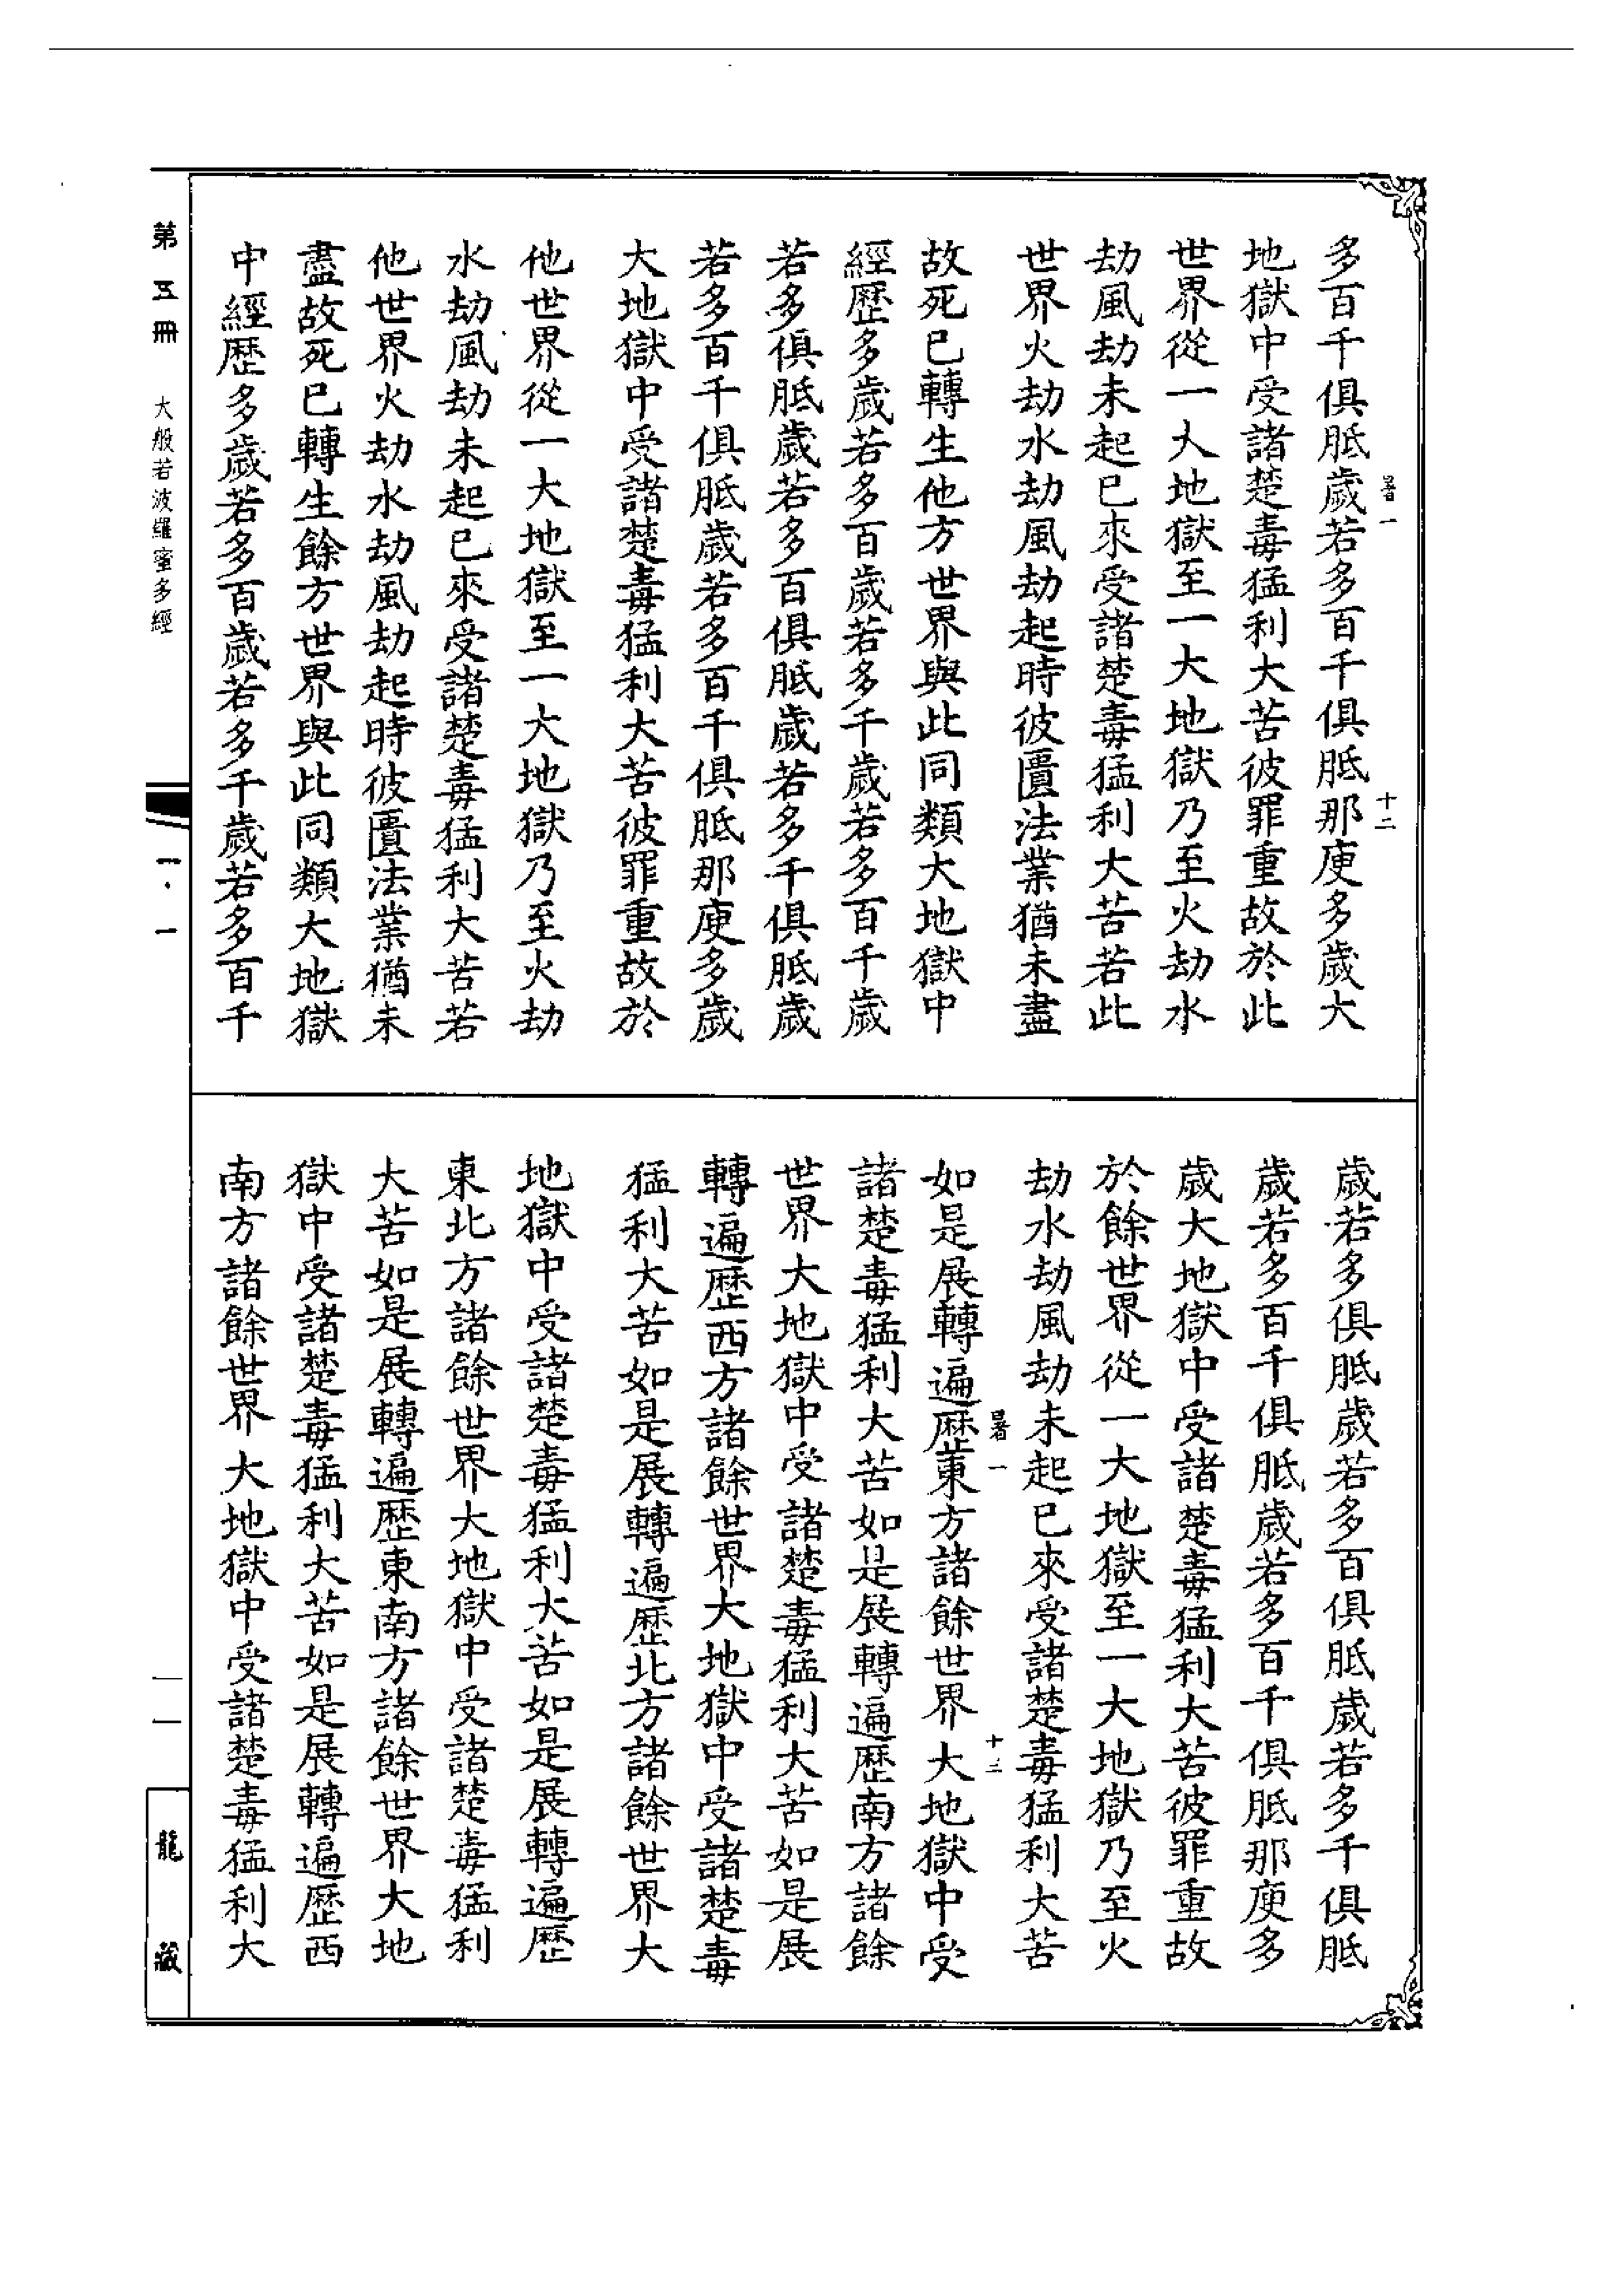 多百千俱胝歲若多百千俱胝那庾多歲大
暑一
十二
地獄中受諸楚毒猛利大苦彼罪重故於此
世界從一大地獄至一大地獄乃至火劫水
劫風劫未起已來受諸楚毒猛利大苦若此
世界火劫水劫風劫起時彼匱法業猶未盡
故死已轉生他方世界與此同類大地獄中
經歷多歲若多百歲若多千歲若多百千歲
若多俱胝歲若多百俱胝歲若多千俱胝歲
若多百千俱胝歲若多百千俱胝那庾多歲
大地獄中受諸楚毒猛利大苦彼罪重故於
他世界從一大地獄至一大地獄乃至火劫
水劫風劫未起已來受諸楚毒猛利大苦若
他世界火劫水劫風劫起時彼匱法業猶未
盡故死已轉生餘方世界與此同類大地獄
中經歷多歲若多百歲若多千歲若多百千
歲若多俱胝歲若多百俱胝歲若多千俱胝
歲若多百千俱胝歲若多百千俱胝那庾多
歲大地獄中受諸楚毒猛利大苦彼罪重故
於餘世界從一大地獄至一大地獄乃至火
劫水劫風劫未起已來受諸楚毒猛利大苦
暑一
十三
如是展轉遍歷東方諸餘世界大地獄中受
諸楚毒猛利大苦如是展轉遍歷南方諸餘
世界大地獄中受諸楚毒猛利大苦如是展
轉遍歷西方諸餘世界大地獄中受諸楚毒
猛利大苦如是展轉遍歷北方諸餘世界大
地獄中受諸楚毒猛利大苦如是展轉遍歷
東北方諸餘世界大地獄中受諸楚毒猛利
大苦如是展轉遍歷東南方諸餘世界大地
獄中受諸楚毒猛利大苦如是展轉遍歷西
南方諸餘世界大地獄中受諸楚毒猛利大
第五冊 大般若波羅蜜多經 一·一
一一 龍藏